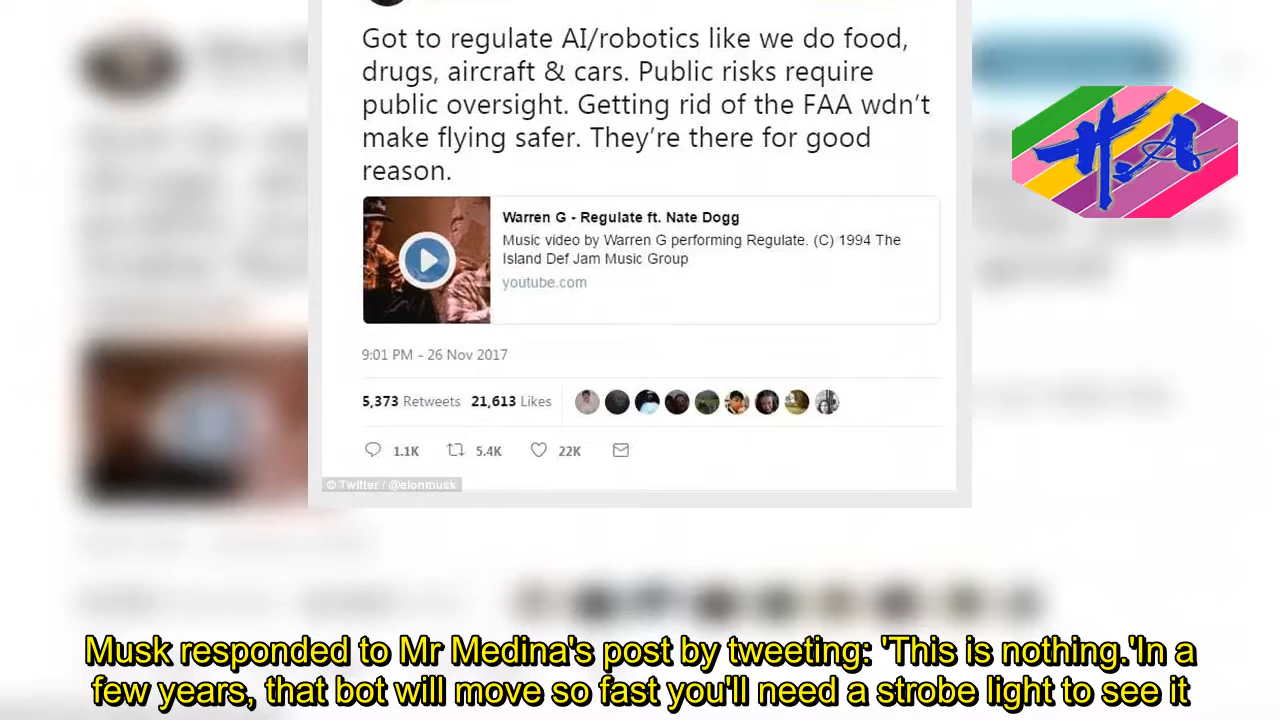 Got to regulate AI/robotics like we do food,
drugs, aircraft & cars. Public risks require
public oversight. Getting rid of the FAA wdn't
make flying safer. They're there for good
reason.
Warren G - Regulate ft. Nate Dogg
Music video by Warren G performing Regulate. (C) 1994 The
Island Def Jam Music Group
youtube.com
9:01 PM - 26 Nov 2017
5,373 Retweets 21,613 Likes
1.1K 5.4K 22K
© Twitter / @elonmusk
H.A
Musk responded to Mr Medina's post by tweeting: 'This is nothing.'In a
few years, that bot will move so fast you'll need a strobe light to see it